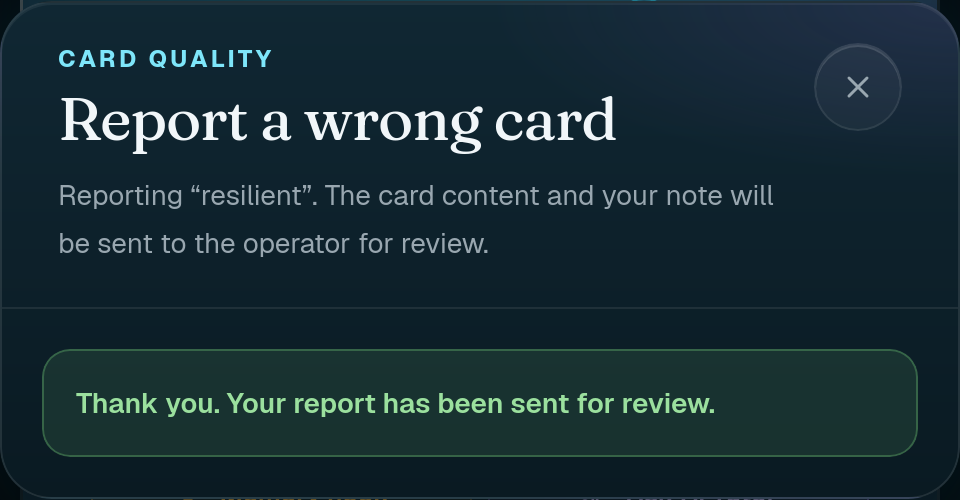 CARD QUALITY
Report a wrong card
Reporting “resilient”. The card content and your note will
be sent to the operator for review.
Thank you. Your report has been sent for review.